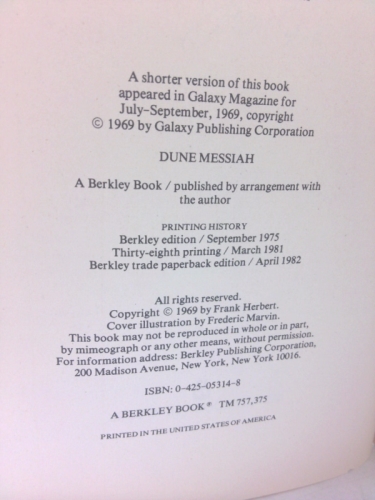 A shorter version of this book
appeared in Galaxy Magazine for
July–September, 1969, copyright
© 1969 by Galaxy Publishing Corporation
DUNE MESSIAH
A Berkley Book / published by arrangement with
the author
PRINTING HISTORY
Berkley edition / September 1975
Thirty-eighth printing / March 1981
Berkley trade paperback edition / April 1982
All rights reserved.
Copyright © 1969 by Frank Herbert.
Cover illustration by Frederic Marvin.
This book may not be reproduced in whole or in part,
by mimeograph or any other means, without permission.
For information address: Berkley Publishing Corporation,
200 Madison Avenue, New York, New York 10016.
ISBN: 0-425-05314-8
A BERKLEY BOOK® TM 757,375
PRINTED IN THE UNITED STATES OF AMERICA